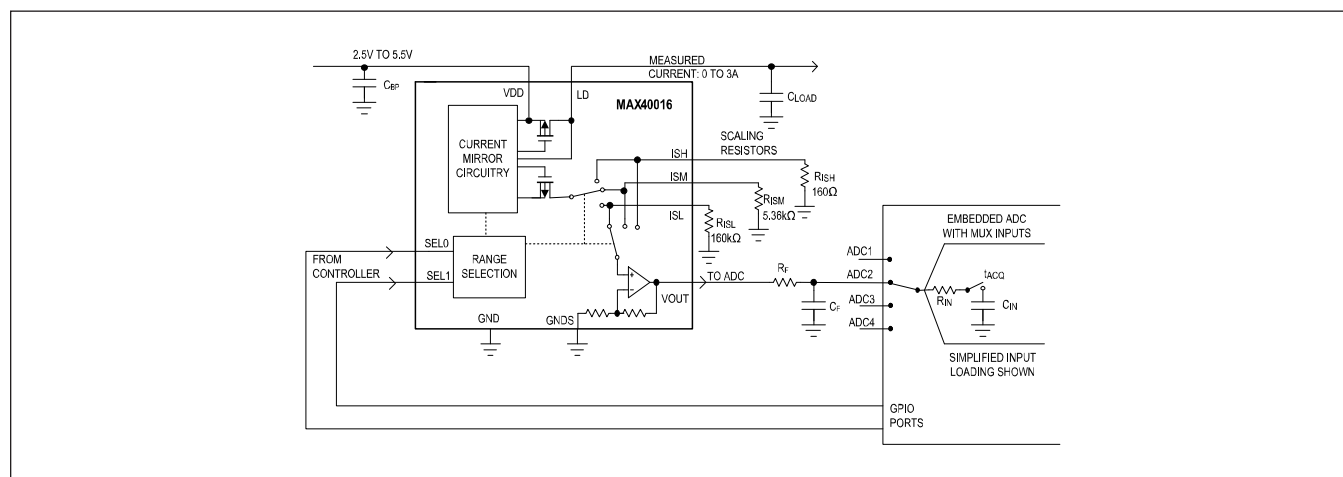 2.5V TO 5.5V
CBP
VDD
LD
MEASURED
CURRENT: 0 TO 3A
CLOAD
MAX40016
CURRENT
MIRROR
CIRCUITRY
SCALING
RESISTORS
ISH
RISH
160Ω
ISM
RISM
5.36kΩ
ISL
RISL
160kΩ
SEL0
FROM
CONTROLLER
SEL1
RANGE
SELECTION
+
−
VOUT
TO ADC
RF
CF
GND
GNDS
EMBEDDED ADC
WITH MUX INPUTS
ADC1
ADC2
ADC3
ADC4
RIN
tACQ
CIN
SIMPLIFIED INPUT
LOADING SHOWN
GPIO
PORTS